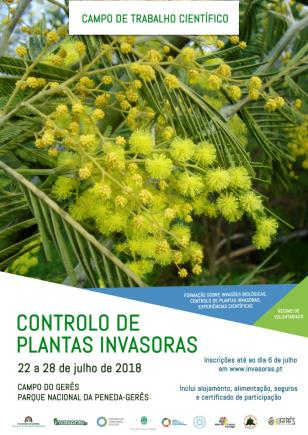 CAMPO DE TRABALHO CIENTÍFICO
FORMAÇÃO SOBRE INVASÕES BIOLÓGICAS,
CONTROLO DE PLANTAS INVASORAS,
EXPERIÊNCIAS CIENTÍFICAS
REGIME DE
VOLUNTARIADO
CONTROLO DE
PLANTAS INVASORAS
22 a 28 de julho de 2018
CAMPO DO GERÊS
PARQUE NACIONAL DA PENEDA-GERÊS
Inscrições até ao dia 6 de julho
em www.invasoras.pt
Inclui alojamento, alimentação, seguros
e certificado de participação
invasoras
GERÊS